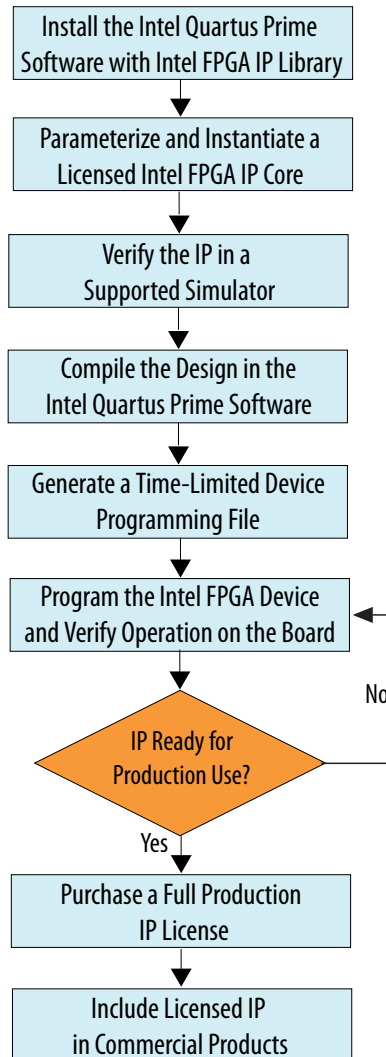 Install the Intel Quartus Prime
Software with Intel FPGA IP Library
Parameterize and Instantiate a
Licensed Intel FPGA IP Core
Verify the IP in a
Supported Simulator
Compile the Design in the
Intel Quartus Prime Software
Generate a Time-Limited Device
Programming File
Program the Intel FPGA Device
and Verify Operation on the Board
No
IP Ready for
Production Use?
Yes
Purchase a Full Production
IP License
Include Licensed IP
in Commercial Products